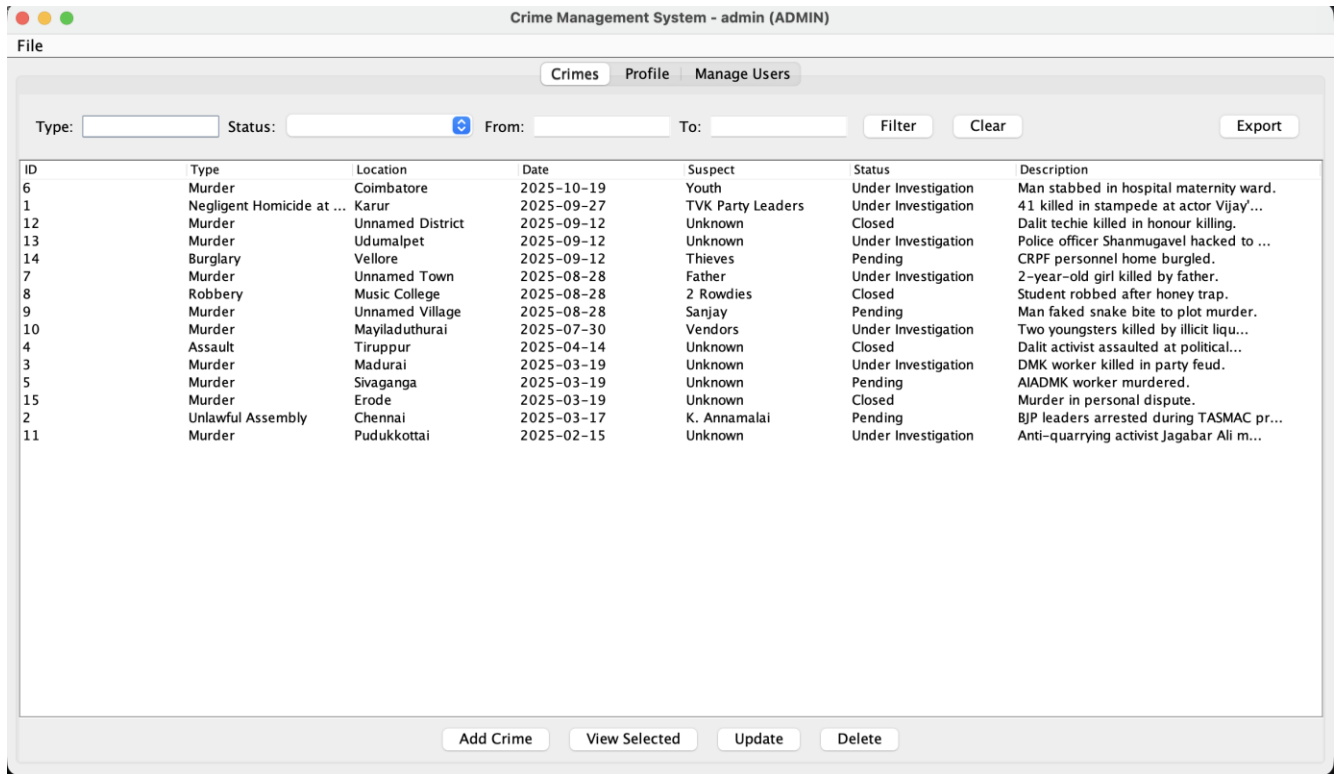 Crime Management System - admin (ADMIN)
File
Crimes Profile Manage Users
Type: Status: From: To: Filter Clear Export
ID Type Location Date Suspect Status Description
6 Murder Coimbatore 2025-10-19 Youth Under Investigation Man stabbed in hospital maternity ward.
1 Negligent Homicide at ... Karur 2025-09-27 TVK Party Leaders Under Investigation 41 killed in stampede at actor Vijay'...
12 Murder Unnamed District 2025-09-12 Unknown Closed Dalit techie killed in honour killing.
13 Murder Udumalpet 2025-09-12 Unknown Under Investigation Police officer Shanmugavel hacked to ...
14 Burglary Vellore 2025-09-12 Thieves Pending CRPF personnel home burgled.
7 Murder Unnamed Town 2025-08-28 Father Under Investigation 2-year-old girl killed by father.
8 Robbery Music College 2025-08-28 2 Rowdies Closed Student robbed after honey trap.
9 Murder Unnamed Village 2025-08-28 Sanjay Pending Man faked snake bite to plot murder.
10 Murder Mayiladuthurai 2025-07-30 Vendors Under Investigation Two youngsters killed by illicit liqu...
4 Assault Tiruppur 2025-04-14 Unknown Closed Dalit activist assaulted at political...
3 Murder Madurai 2025-03-19 Unknown Under Investigation DMK worker killed in party feud.
5 Murder Sivaganga 2025-03-19 Unknown Pending AIADMK worker murdered.
15 Murder Erode 2025-03-19 Unknown Closed Murder in personal dispute.
2 Unlawful Assembly Chennai 2025-03-17 K. Annamalai Pending BJP leaders arrested during TASMAC pr...
11 Murder Pudukkottai 2025-02-15 Unknown Under Investigation Anti-quarrying activist Jagabar Ali m...
Add Crime View Selected Update Delete